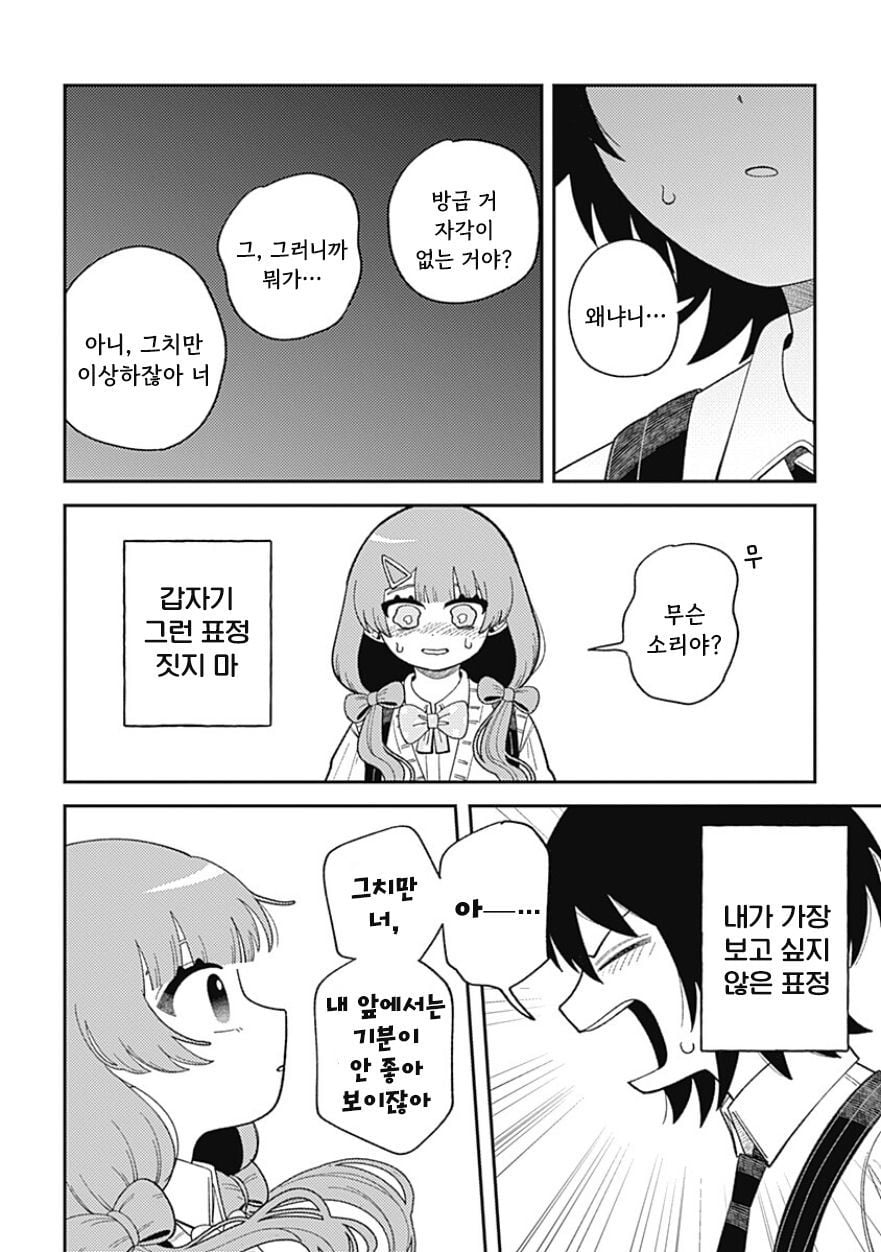 왜냐니…
방금 거
자각이
없는 거야?
그, 그러니까
뭐가…
아니, 그치만
이상하잖아 너
무
무슨
소리야?
갑자기
그런 표정
짓지 마
내가 가장
보고 싶지
않은 표정
아──…
그치만
너,
내 앞에서는
기분이
안 좋아
보이잖아